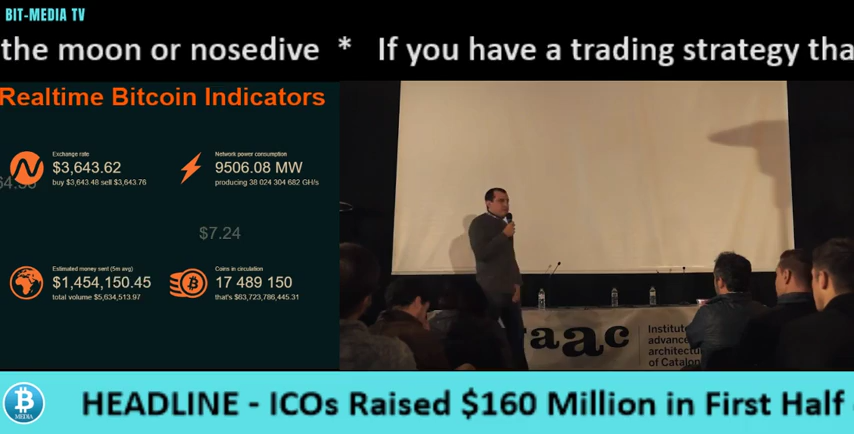 BIT-MEDIA TV
the moon or nosedive * If you have a trading strategy tha
Realtime Bitcoin Indicators
Exchange rate
$3,643.62
buy $3,643.48 sell $3,643.76
Network power consumption
9506.08 MW
producing 38 024 304 682 GH/s
$7.24
Estimated money sent (5m avg)
$1,454,150.45
total volume $5,634,513.97
Coins in circulation
17 489 150
that's $63,723,786,445.31
aac
Institut
advance
architectu
of Catalon
MEDIA
HEADLINE - ICOs Raised $160 Million in First Half